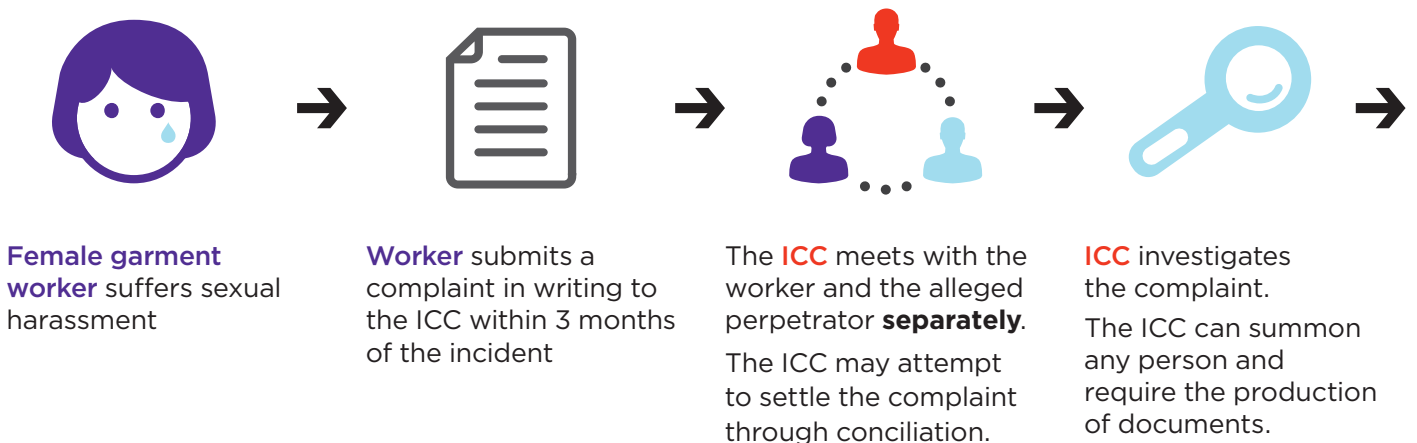 Female garment
worker suffers sexual
harassment
Worker submits a
complaint in writing to
the ICC within 3 months
of the incident
The ICC meets with the
worker and the alleged
perpetrator separately.
The ICC may attempt
to settle the complaint
through conciliation.
ICC investigates
the complaint.
The ICC can summon
any person and
require the production
of documents.